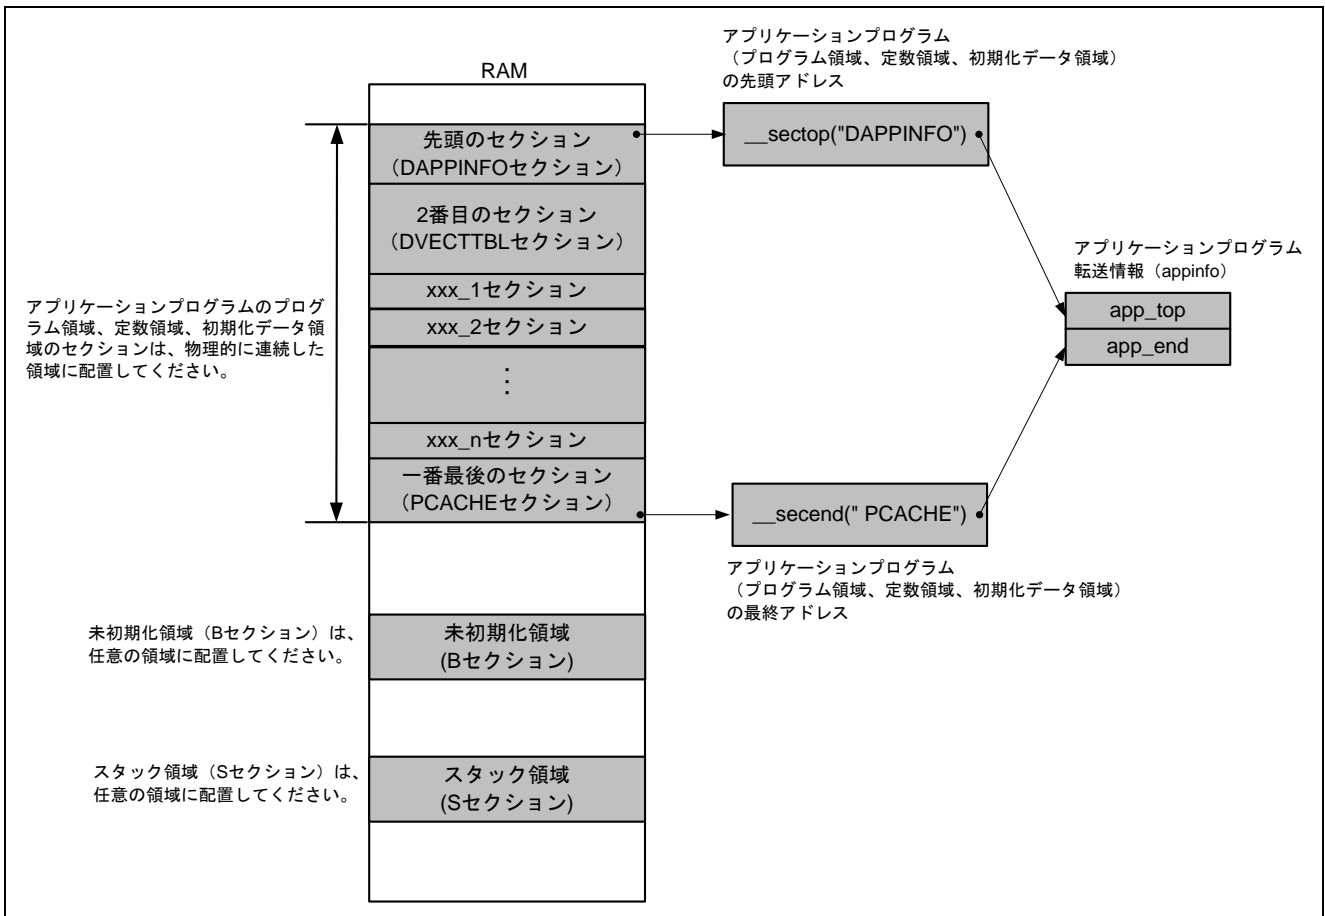 RAM
アプリケーションプログラム
(プログラム領域、定数領域、初期化データ領域)
の先頭アドレス
先頭のセクション
(DAPPINFOセクション)
__sectop("DAPPINFO")
2番目のセクション
(DVECTTBLセクション)
アプリケーションプログラム
転送情報(appinfo)
app_top
app_end
アプリケーションプログラムのプログ
ラム領域、定数領域、初期化データ領
域のセクションは、物理的に連続した
領域に配置してください。
xxx_1セクション
xxx_2セクション
⋮
xxx_nセクション
一番最後のセクション
(PCACHEセクション)
__secend(" PCACHE")
アプリケーションプログラム
(プログラム領域、定数領域、初期化データ領域)
の最終アドレス
未初期化領域(Bセクション)は、
任意の領域に配置してください。
未初期化領域
(Bセクション)
スタック領域(Sセクション)は、
任意の領域に配置してください。
スタック領域
(Sセクション)